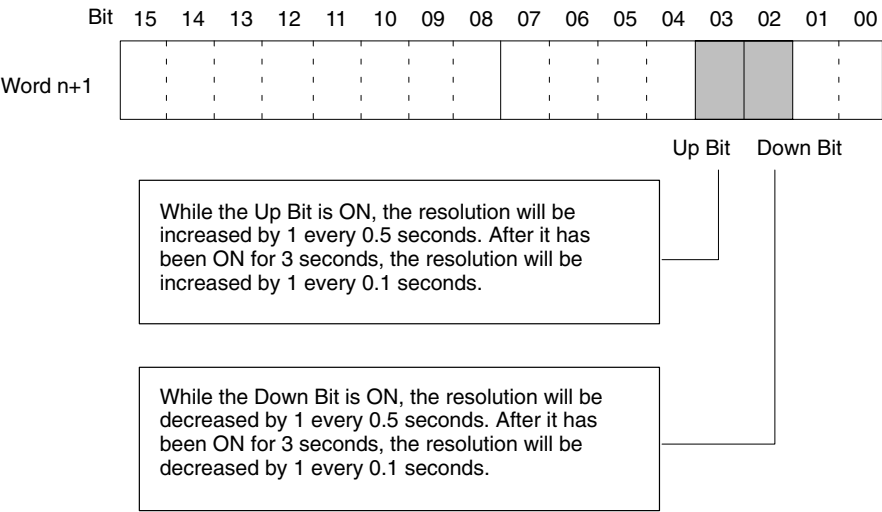 Bit 15 14 13 12 11 10 09 08 07 06 05 04 03 02 01 00
Word n+1
Up Bit Down Bit
While the Up Bit is ON, the resolution will be
increased by 1 every 0.5 seconds. After it has
been ON for 3 seconds, the resolution will be
increased by 1 every 0.1 seconds.
While the Down Bit is ON, the resolution will be
decreased by 1 every 0.5 seconds. After it has
been ON for 3 seconds, the resolution will be
decreased by 1 every 0.1 seconds.